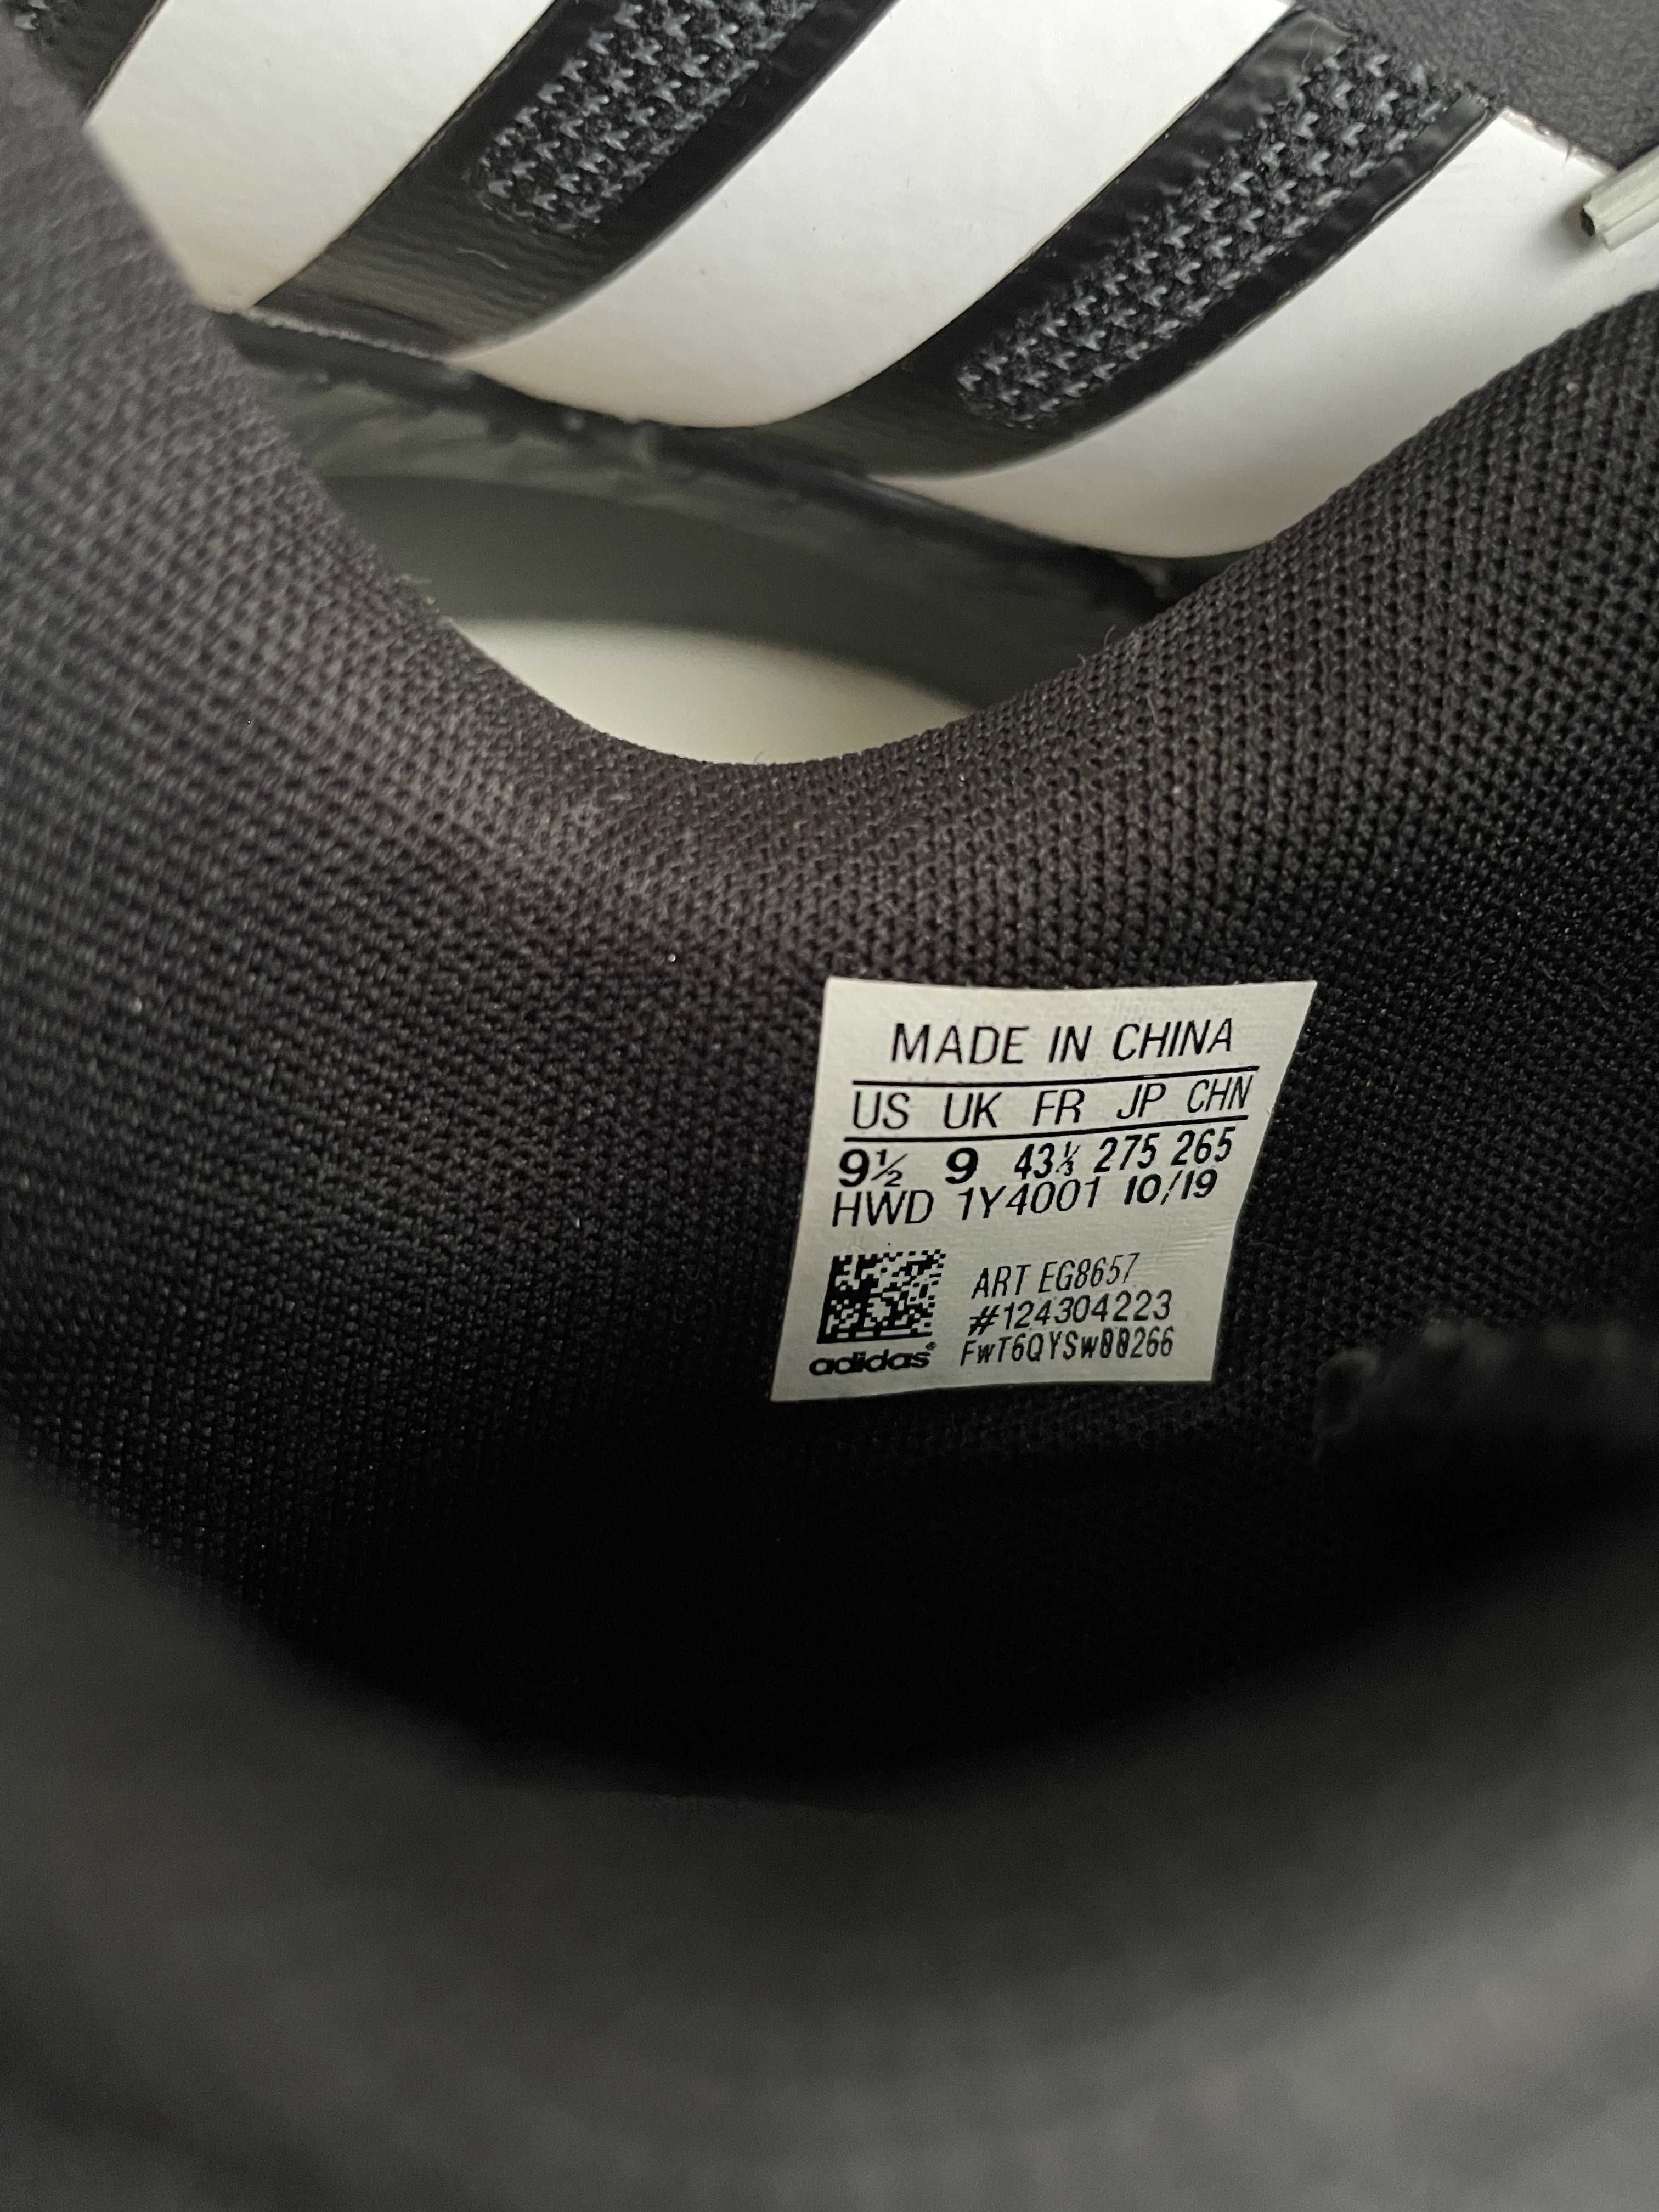 MADE IN CHINA
US UK FR JP CHN
9½ 9 43⅓ 275 265
HWD 1Y4001 10/19
ART EG8657
#124304223
FwT6QYSw00266
adidas®